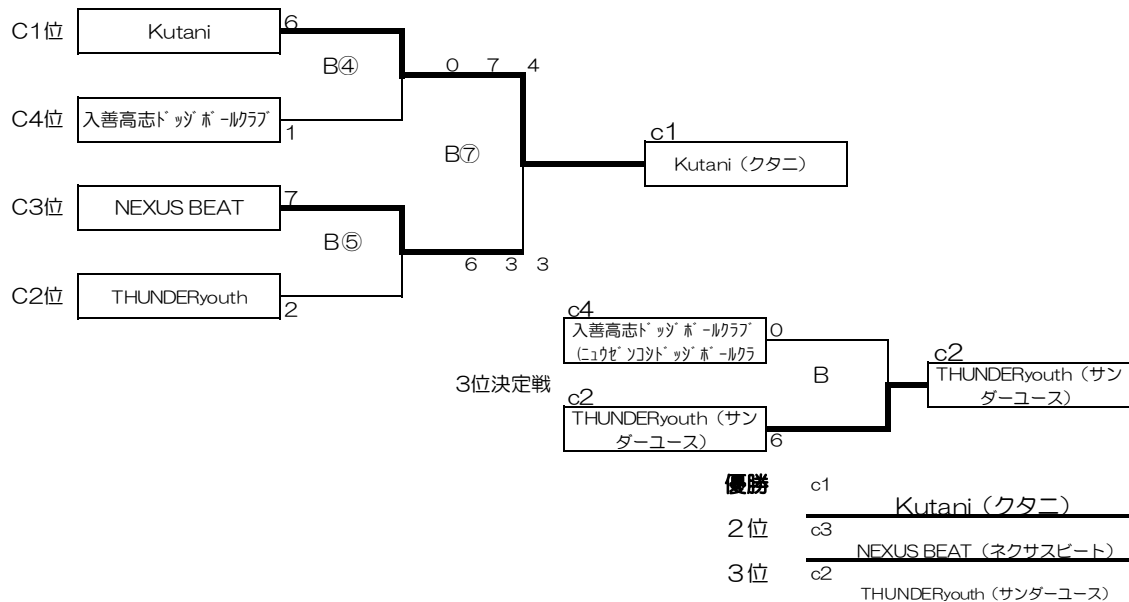 C1位 Kutani 6
B④
0 7 4
C4位 入善高志ﾄﾞｯｼﾞﾎﾞｰﾙｸﾗﾌﾞ 1
B⑦
c1
Kutani（クタニ）
C3位 NEXUS BEAT 7
B⑤
6 3 3
C2位 THUNDERyouth 2
c4
入善高志ﾄﾞｯｼﾞﾎﾞｰﾙｸﾗﾌﾞ 0
(ﾆｭｳｾﾞﾝｺｼﾄﾞｯｼﾞﾎﾞｰﾙｸﾗ
3位決定戦
B
c2
THUNDERyouth（サン
ダーユース）
c2
THUNDERyouth（サン
ダーユース） 6
優勝 c1 Kutani（クタニ）
２位 c3 NEXUS BEAT（ネクサスビート）
３位 c2 THUNDERyouth（サンダーユース）